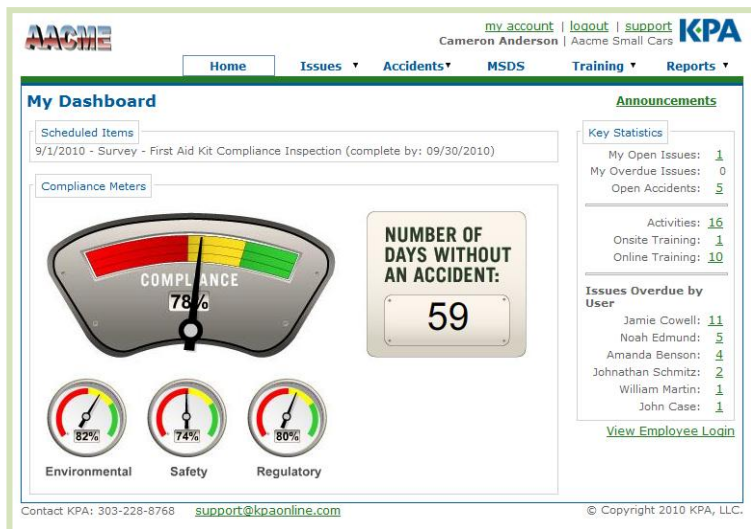 AACME
my account | logout | support
Cameron Anderson | Aacme Small Cars
KPA
Home Issues Accidents MSDS Training Reports
My Dashboard
Announcements
Scheduled Items
9/1/2010 - Survey - First Aid Kit Compliance Inspection (complete by: 09/30/2010)
Compliance Meters
COMPLIANCE
78%
NUMBER OF
DAYS WITHOUT
AN ACCIDENT:
59
82%
74%
80%
Environmental
Safety
Regulatory
Key Statistics
My Open Issues: 1
My Overdue Issues: 0
Open Accidents: 5
Activities: 16
Onsite Training: 1
Online Training: 10
Issues Overdue by
User
Jamie Cowell: 11
Noah Edmund: 5
Amanda Benson: 4
Johnathan Schmitz: 2
William Martin: 1
John Case: 1
View Employee Login
Contact KPA: 303-228-8768 support@kpaonline.com
© Copyright 2010 KPA, LLC.